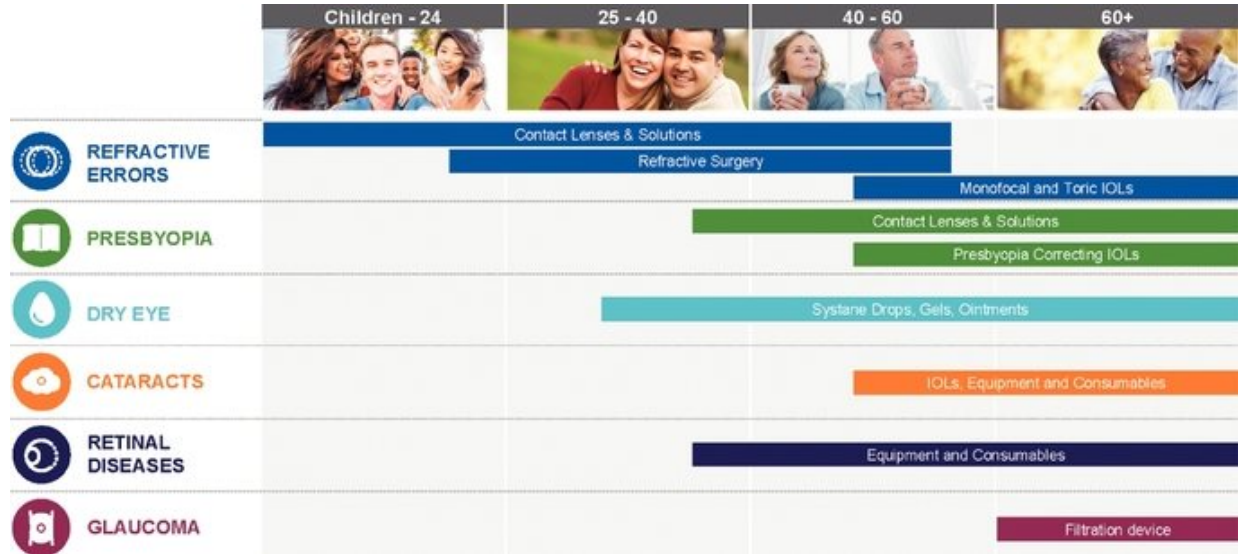 Children - 24
25 - 40
40 - 60
60+
REFRACTIVE
ERRORS
Contact Lenses & Solutions
Refractive Surgery
Monofocal and Toric IOLs
PRESBYOPIA
Contact Lenses & Solutions
Presbyopia Correcting IOLs
DRY EYE
Systane Drops, Gels, Ointments
CATARACTS
IOLs, Equipment and Consumables
RETINAL
DISEASES
Equipment and Consumables
GLAUCOMA
Filtration device